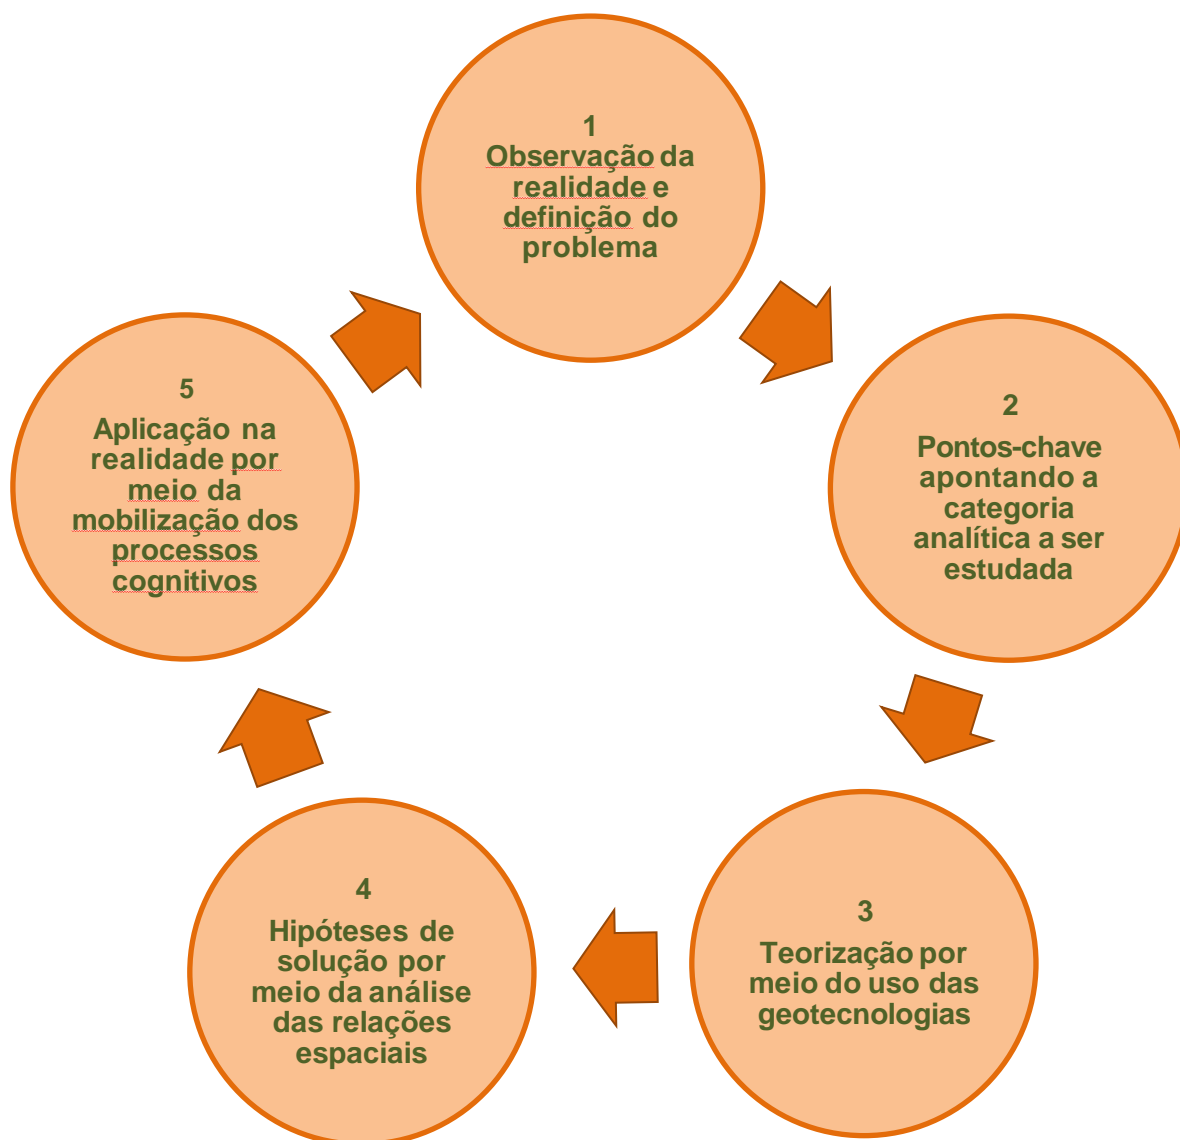 1
Observação da
realidade e
definição do
problema
2
Pontos-chave
apontando a
categoria
analítica a ser
estudada
3
Teorização por
meio do uso das
geotecnologias
4
Hipóteses de
solução por
meio da análise
das relações
espaciais
5
Aplicação na
realidade por
meio da
mobilização dos
processos
cognitivos